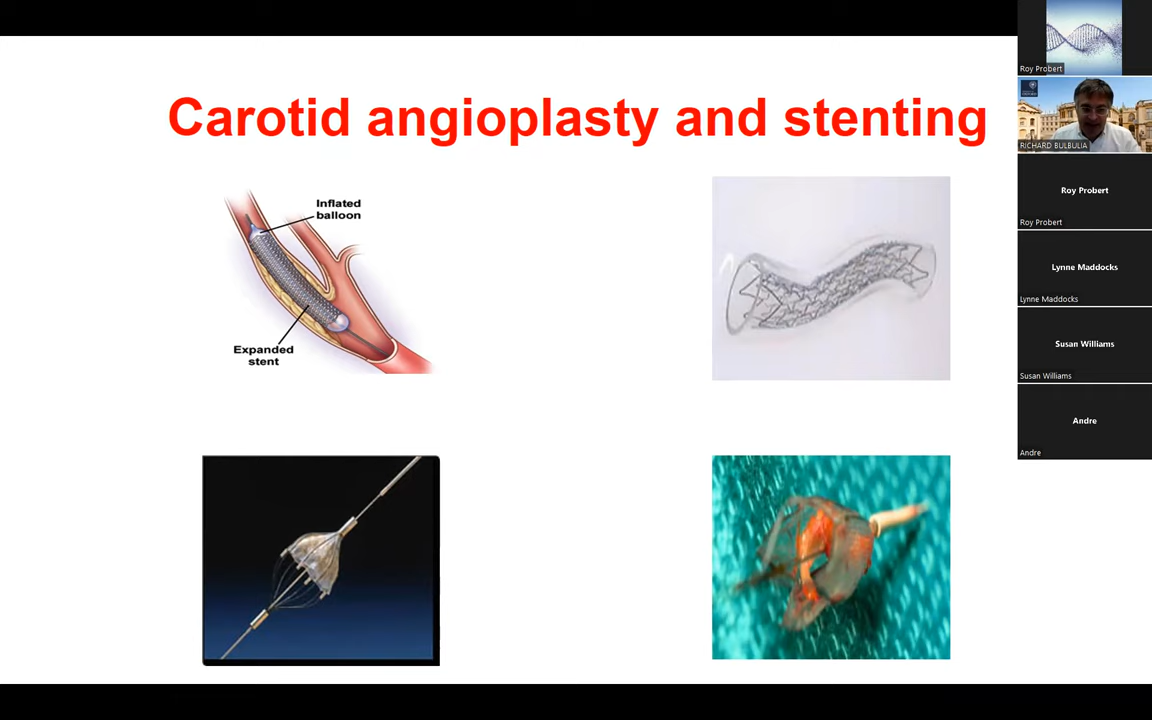 Carotid angioplasty and stenting
Inflated
balloon
Expanded
stent
Roy Probert
RICHARD BULBULIA
Roy Probert
Roy Probert
Lynne Maddocks
Lynne Maddocks
Susan Williams
Susan Williams
Andre
Andre